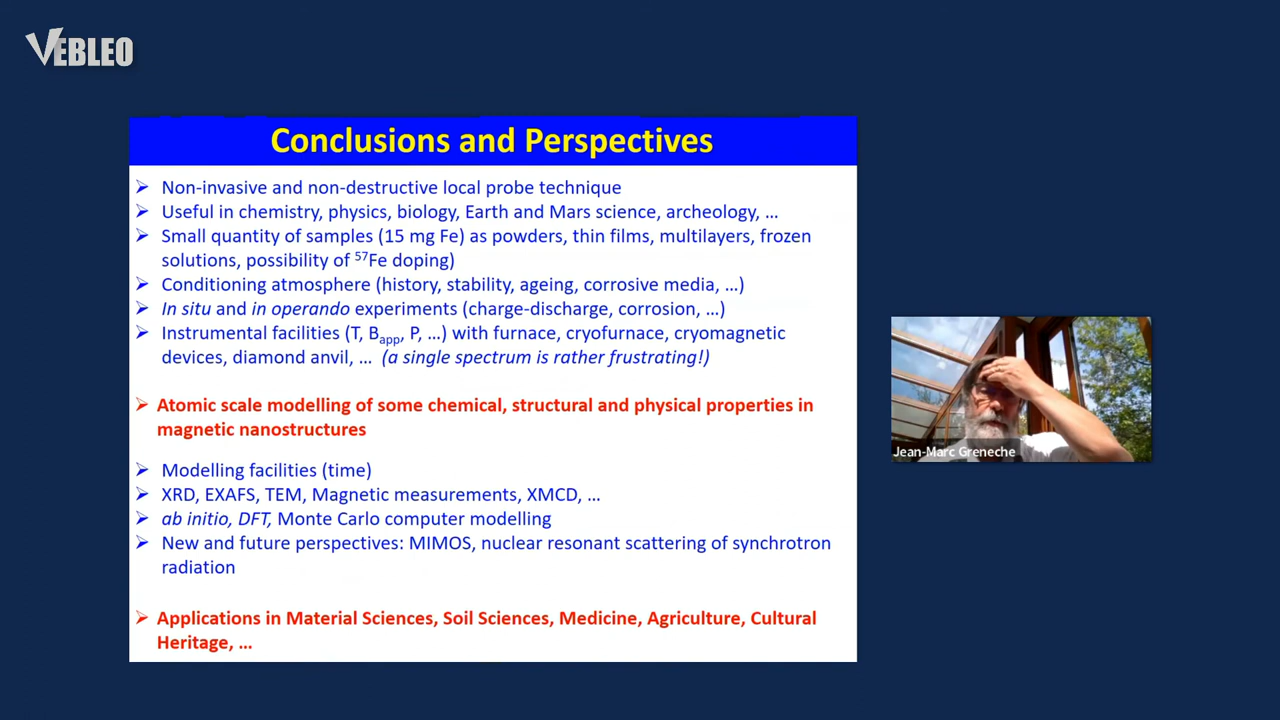 VEBLEO
Conclusions and Perspectives
➢ Non-invasive and non-destructive local probe technique
➢ Useful in chemistry, physics, biology, Earth and Mars science, archeology, …
➢ Small quantity of samples (15 mg Fe) as powders, thin films, multilayers, frozen
solutions, possibility of ⁵⁷Fe doping)
➢ Conditioning atmosphere (history, stability, ageing, corrosive media, …)
➢ In situ and in operando experiments (charge-discharge, corrosion, …)
➢ Instrumental facilities (T, Bapp, P, …) with furnace, cryofurnace, cryomagnetic
devices, diamond anvil, … (a single spectrum is rather frustrating!)
➢ Atomic scale modelling of some chemical, structural and physical properties in
magnetic nanostructures
➢ Modelling facilities (time)
➢ XRD, EXAFS, TEM, Magnetic measurements, XMCD, …
➢ ab initio, DFT, Monte Carlo computer modelling
➢ New and future perspectives: MIMOS, nuclear resonant scattering of synchrotron
radiation
➢ Applications in Material Sciences, Soil Sciences, Medicine, Agriculture, Cultural
Heritage, …
Jean-Marc Greneche